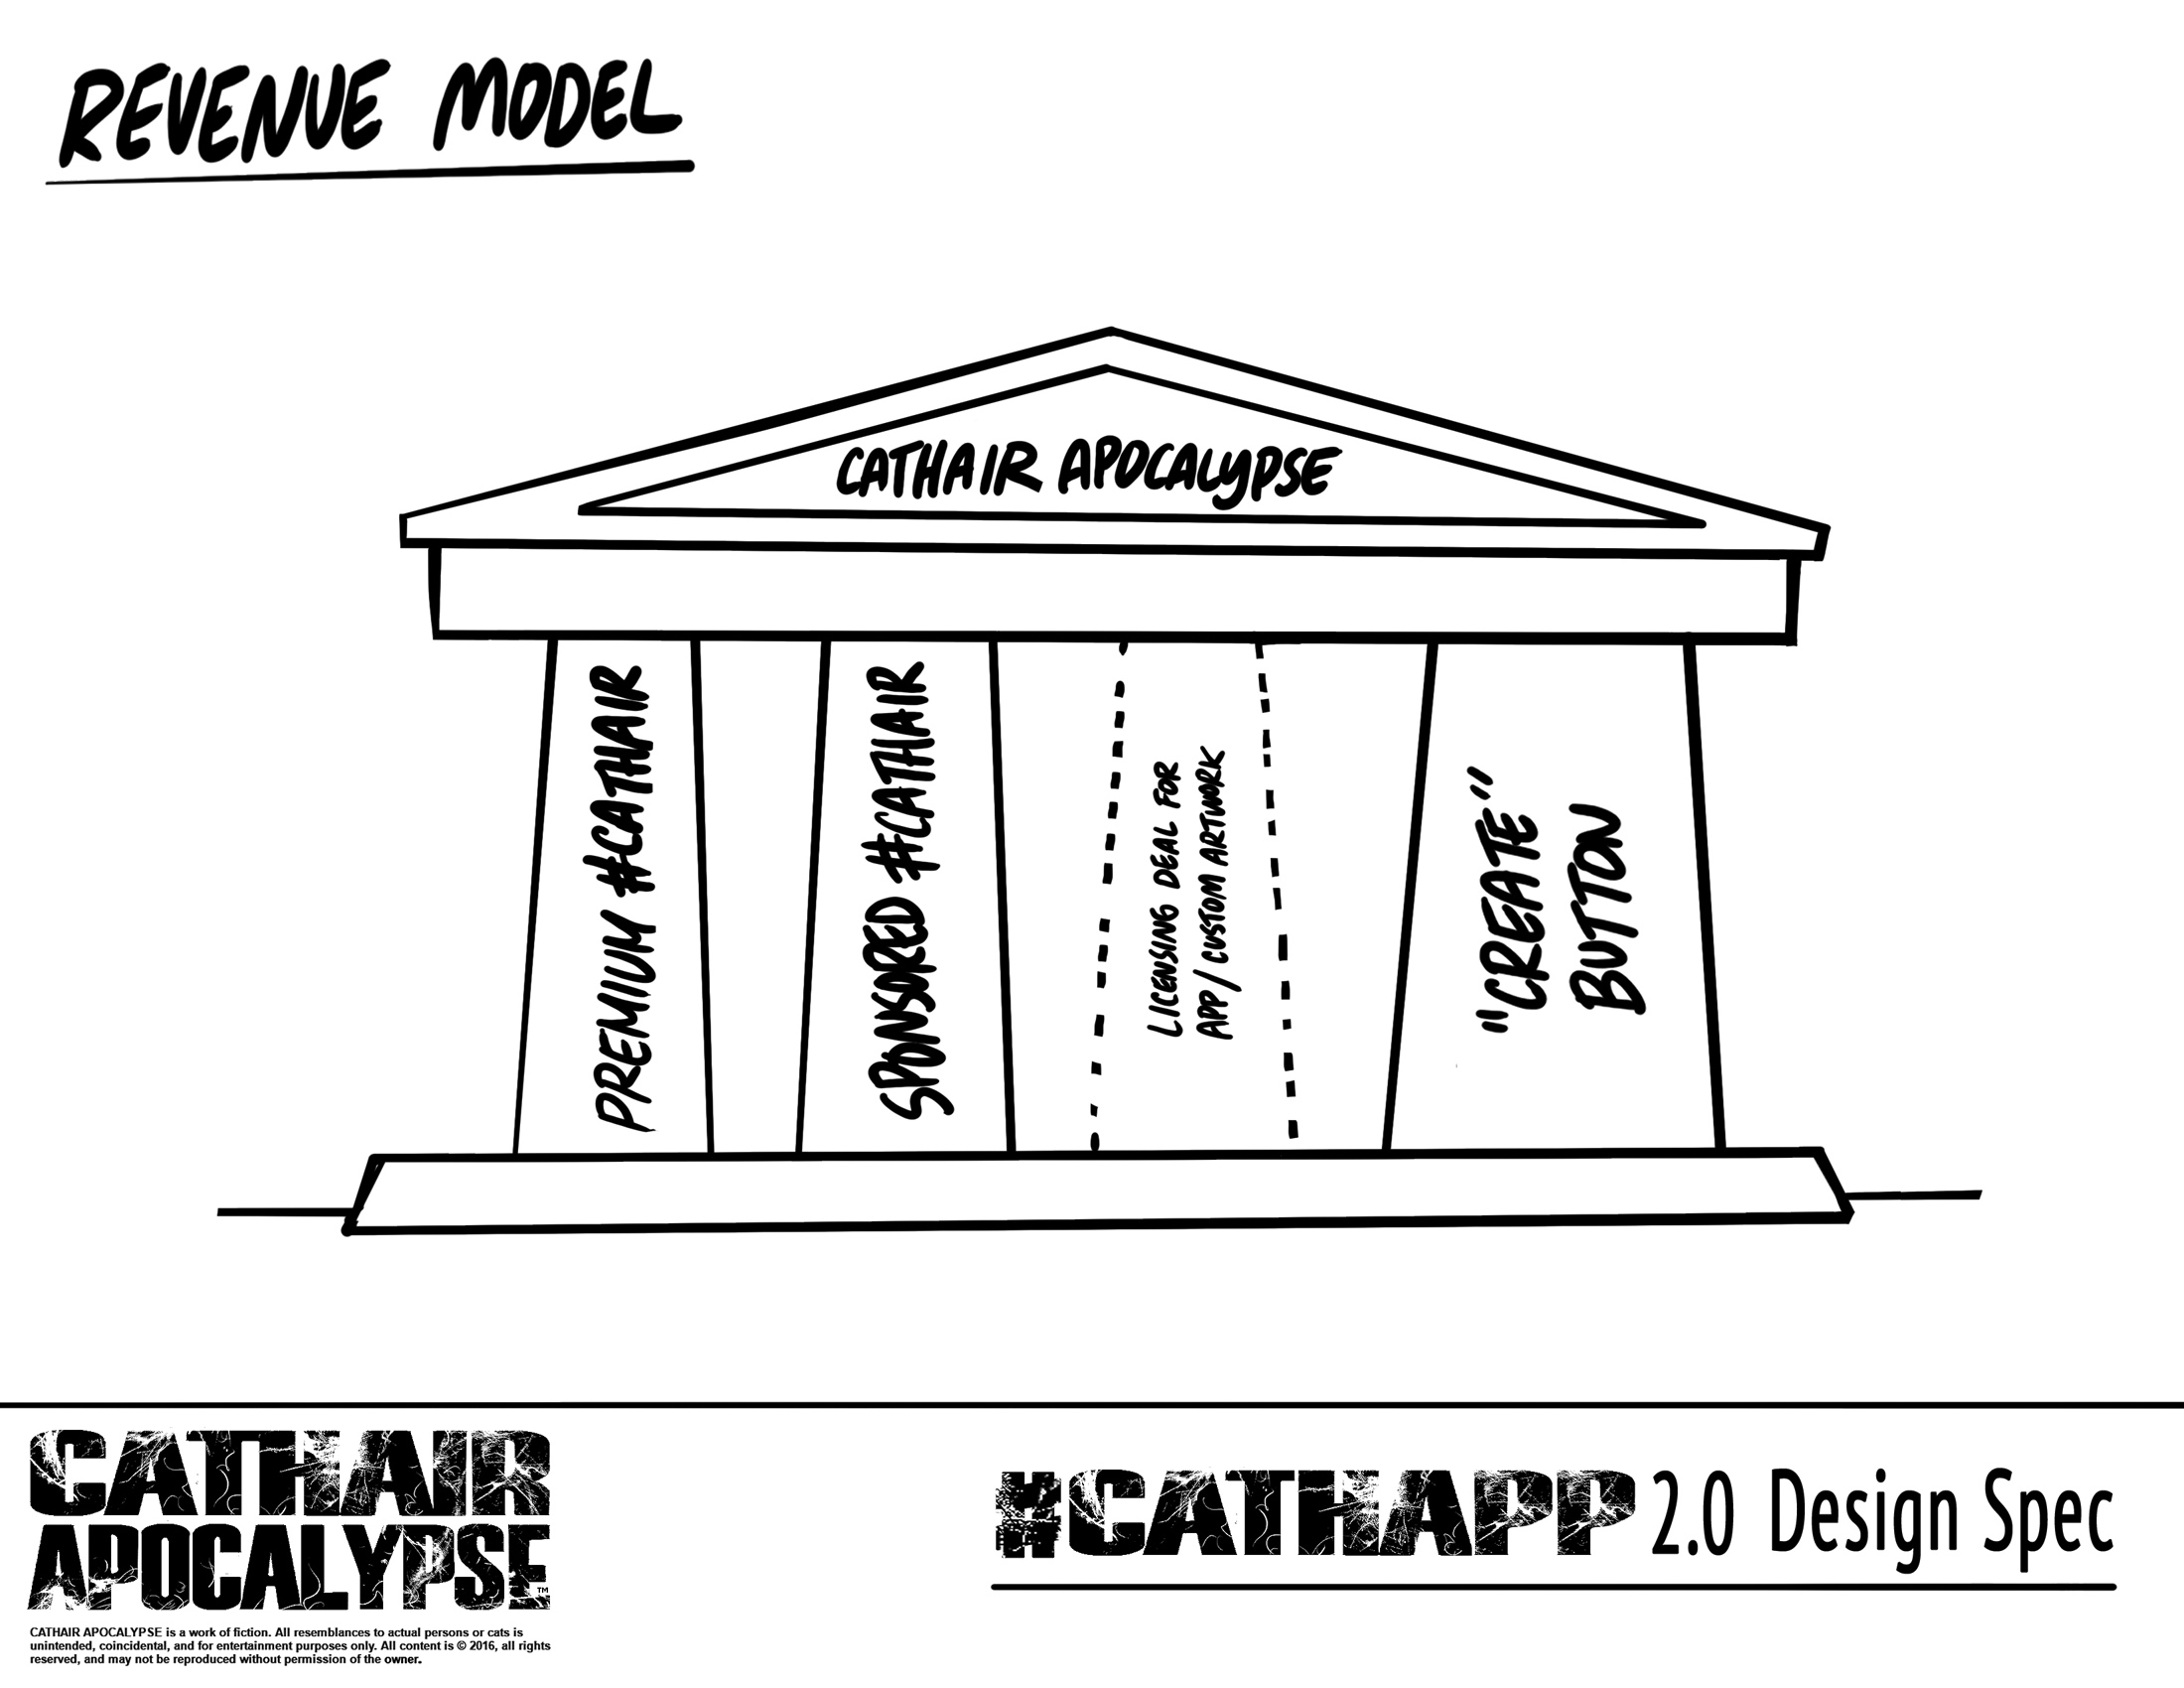 REVENUE MODEL
CATHAIR APOCALYPSE
PREMIUM #CATHAIR
SPONSORED #CATHAIR
LICENSING DEAL FOR
APP / CUSTOM ARTWORK
"CREATE"
BUTTON
CATHAIR
APOCALYPSE™
CATHAIR APOCALYPSE is a work of fiction. All resemblances to actual persons or cats is
unintended, coincidental, and for entertainment purposes only. All content is © 2016, all rights
reserved, and may not be reproduced without permission of the owner.
#CATHAPP 2.0 Design Spec